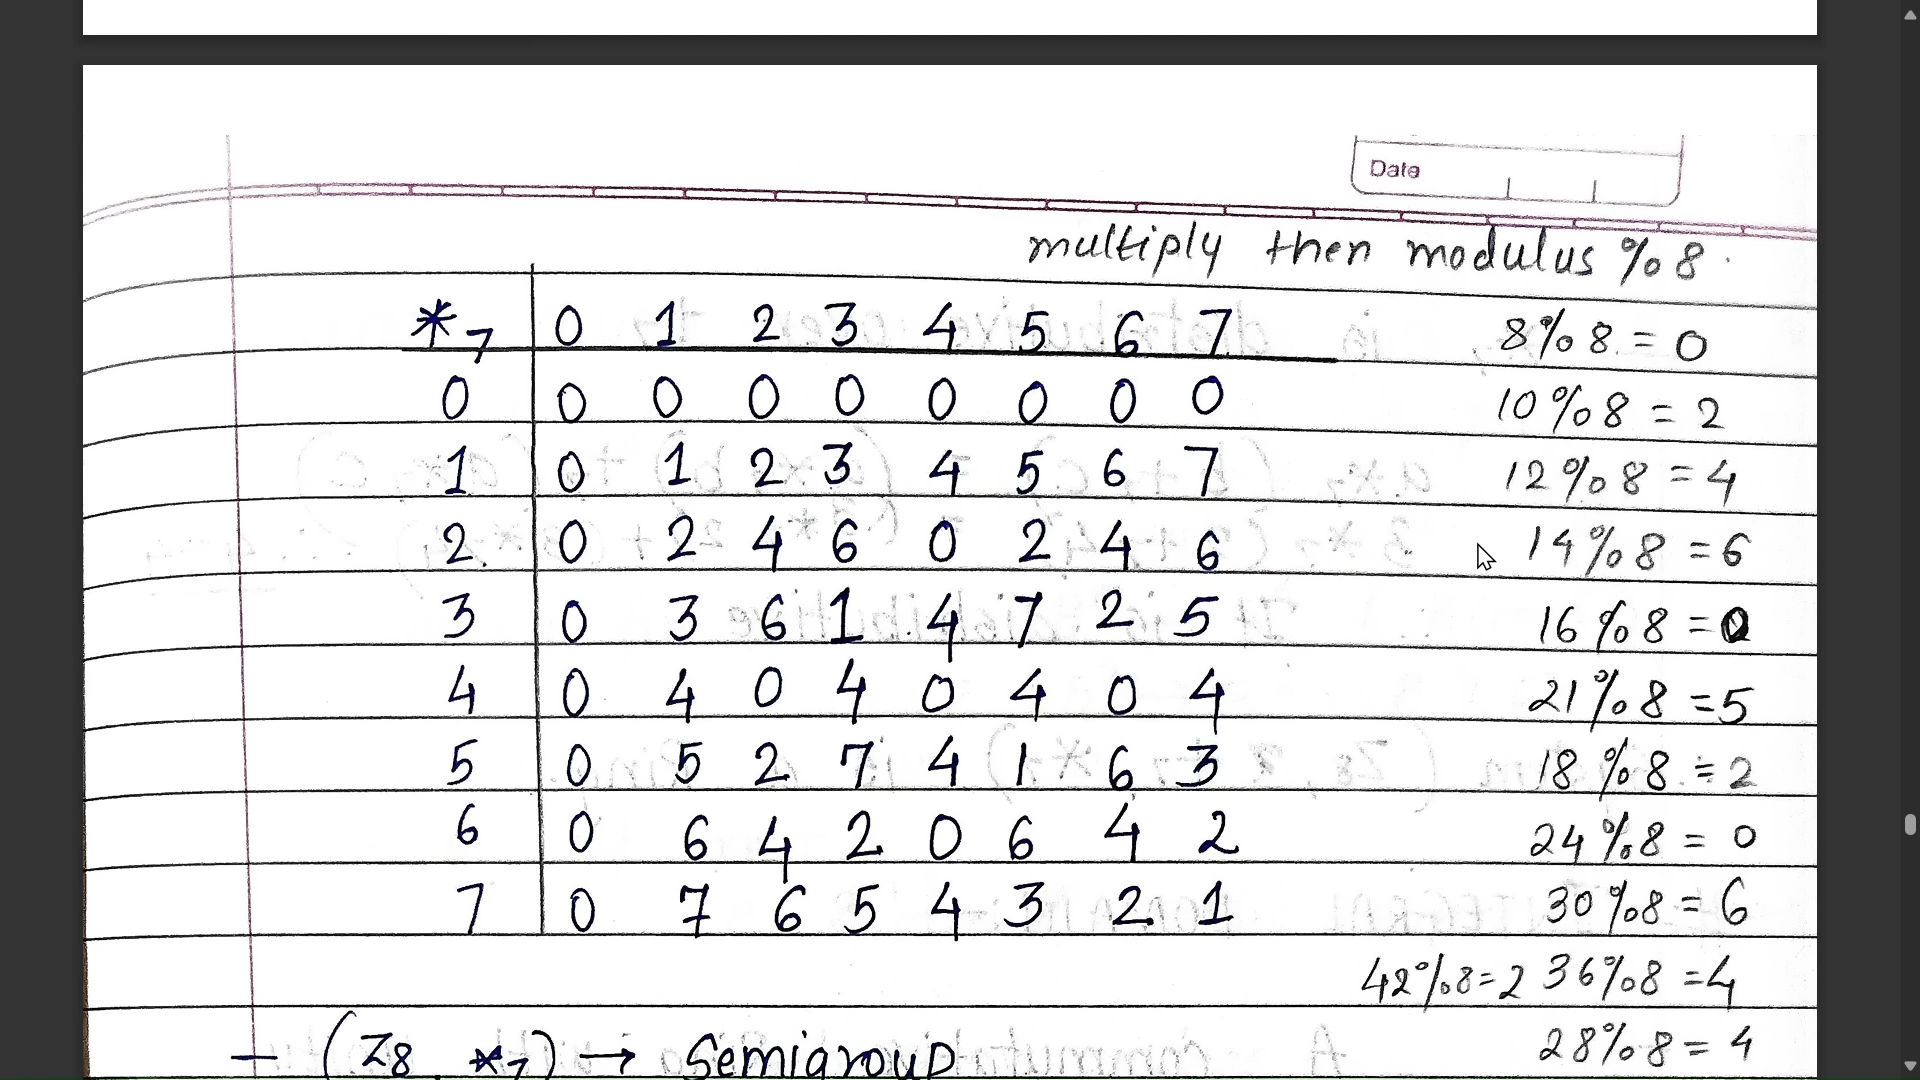 Date
multiply then modulus %8.
*7 0 1 2 3 4 5 6 7 8%8 = 0
0 0 0 0 0 0 0 0 0 10%8 = 2
1 0 1 2 3 4 5 6 7 12%8 = 4
2 0 2 4 6 0 2 4 6 14%8 = 6
3 0 3 6 1 4 7 2 5 16%8 = 0
4 0 4 0 4 0 4 0 4 21%8 = 5
5 0 5 2 7 4 1 6 3 18%8 = 2
6 0 6 4 2 0 6 4 2 24%8 = 0
7 0 7 6 5 4 3 2 1 30%8 = 6
42%8=2 36%8 = 4
— (Z8, *7) → Semigroup 28%8 = 4